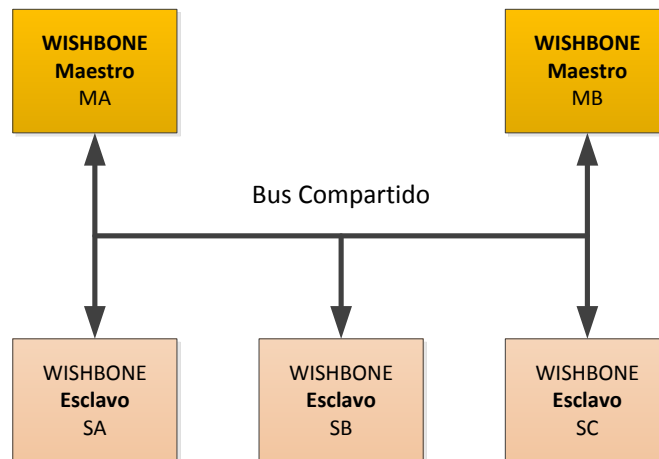 WISHBONE
Maestro
MA
WISHBONE
Maestro
MB
Bus Compartido
WISHBONE
Esclavo
SA
WISHBONE
Esclavo
SB
WISHBONE
Esclavo
SC